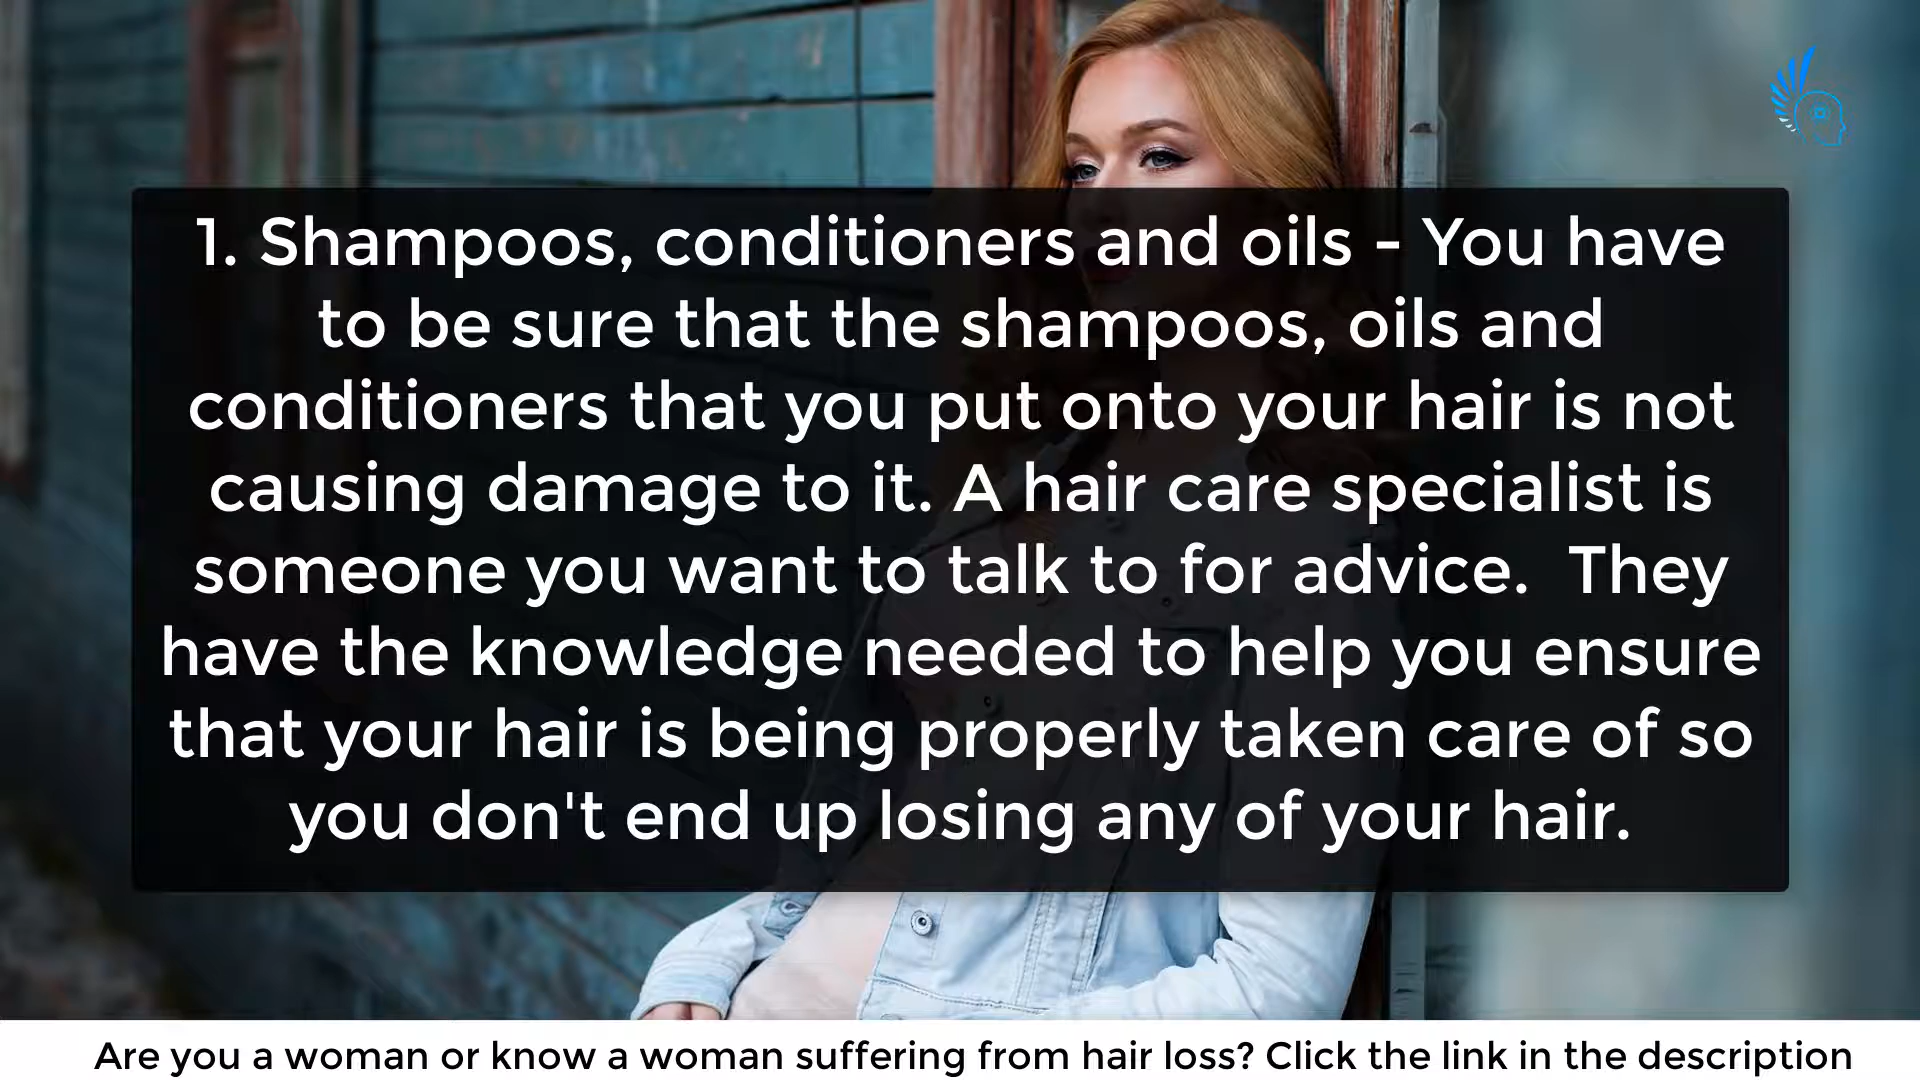 1. Shampoos, conditioners and oils - You have
to be sure that the shampoos, oils and
conditioners that you put onto your hair is not
causing damage to it. A hair care specialist is
someone you want to talk to for advice.  They
have the knowledge needed to help you ensure
that your hair is being properly taken care of so
you don't end up losing any of your hair.
Are you a woman or know a woman suffering from hair loss? Click the link in the description